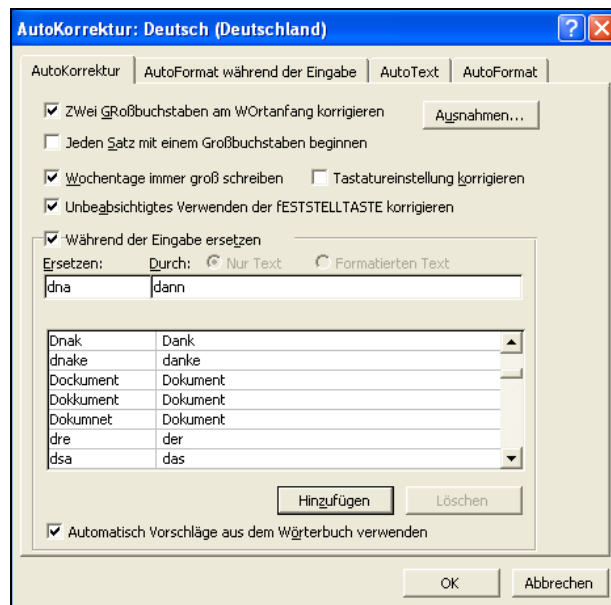 AutoKorrektur: Deutsch (Deutschland)
AutoKorrektur AutoFormat während der Eingabe AutoText AutoFormat
ZWei GRoßbuchstaben am WOrtanfang korrigieren Ausnahmen...
Jeden Satz mit einem Großbuchstaben beginnen
Wochentage immer groß schreiben Tastatureinstellung korrigieren
Unbeabsichtigtes Verwenden der fESTSTELLTASTE korrigieren
Während der Eingabe ersetzen
Ersetzen: Durch: Nur Text Formatierten Text
dna dann
Dnak Dank
dnake danke
Dockument Dokument
Dokkument Dokument
Dokumnet Dokument
dre der
dsa das
Hinzufügen Löschen
Automatisch Vorschläge aus dem Wörterbuch verwenden
OK Abbrechen